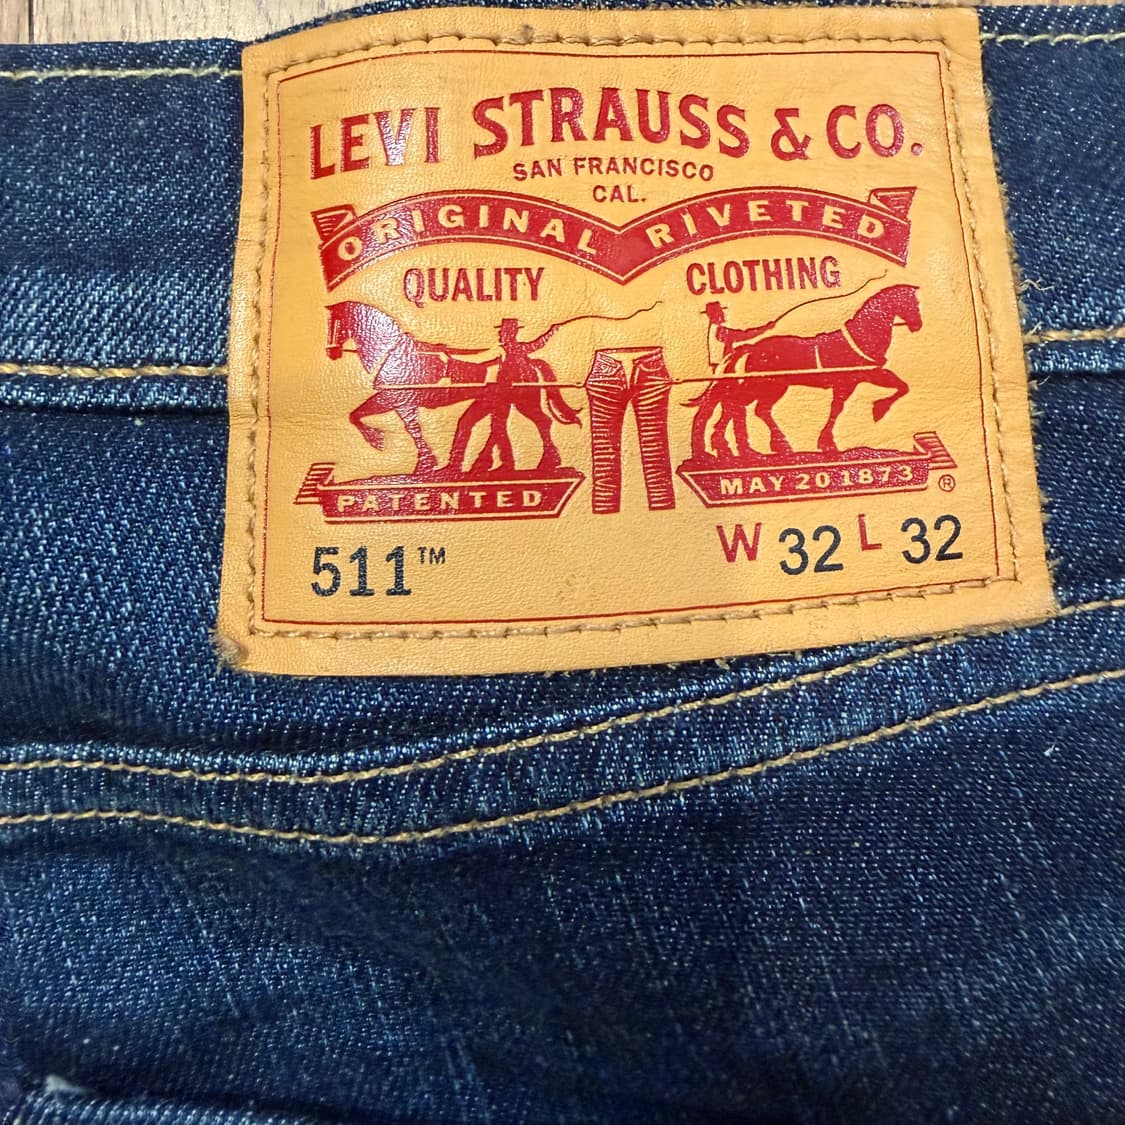 LEVI STRAUSS & CO.
SAN FRANCISCO
CAL.
ORIGINAL RIVETED
QUALITY CLOTHING
PATENTED MAY 20 1873 ®
511™ W 32 L 32